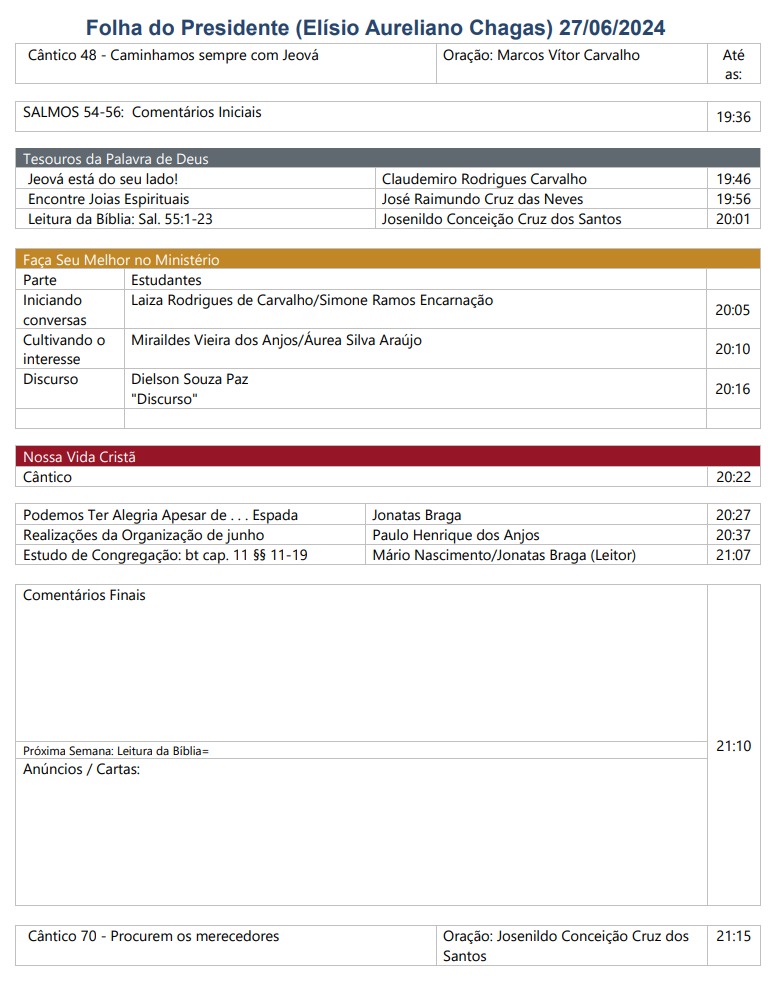 Folha do Presidente (Elísio Aureliano Chagas) 27/06/2024
Cântico 48 - Caminhamos sempre com Jeová Oração: Marcos Vítor Carvalho Até
as:
SALMOS 54-56: Comentários Iniciais 19:36
Tesouros da Palavra de Deus
Jeová está do seu lado! Claudemiro Rodrigues Carvalho 19:46
Encontre Joias Espirituais José Raimundo Cruz das Neves 19:56
Leitura da Bíblia: Sal. 55:1-23 Josenildo Conceição Cruz dos Santos 20:01
Faça Seu Melhor no Ministério
Parte Estudantes
Iniciando Laiza Rodrigues de Carvalho/Simone Ramos Encarnação 20:05
conversas
Cultivando o Miraildes Vieira dos Anjos/Áurea Silva Araújo 20:10
interesse
Discurso Dielson Souza Paz 20:16
"Discurso"
Nossa Vida Cristã
Cântico 20:22
Podemos Ter Alegria Apesar de . . . Espada Jonatas Braga 20:27
Realizações da Organização de junho Paulo Henrique dos Anjos 20:37
Estudo de Congregação: bt cap. 11 §§ 11-19 Mário Nascimento/Jonatas Braga (Leitor) 21:07
Comentários Finais
Próxima Semana: Leitura da Bíblia= 21:10
Anúncios / Cartas:
Cântico 70 - Procurem os merecedores Oração: Josenildo Conceição Cruz dos 21:15
Santos